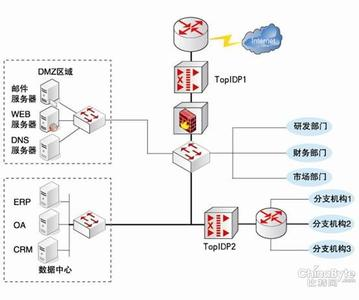 Internet
TopIDP1
DMZ区域
邮件
服务器
WEB
服务器
DNS
服务器
研发部门
财务部门
市场部门
ERP
OA
CRM
数据中心
TopIDP2
分支机构1
分支机构2
分支机构3
ChinaByte
比特网